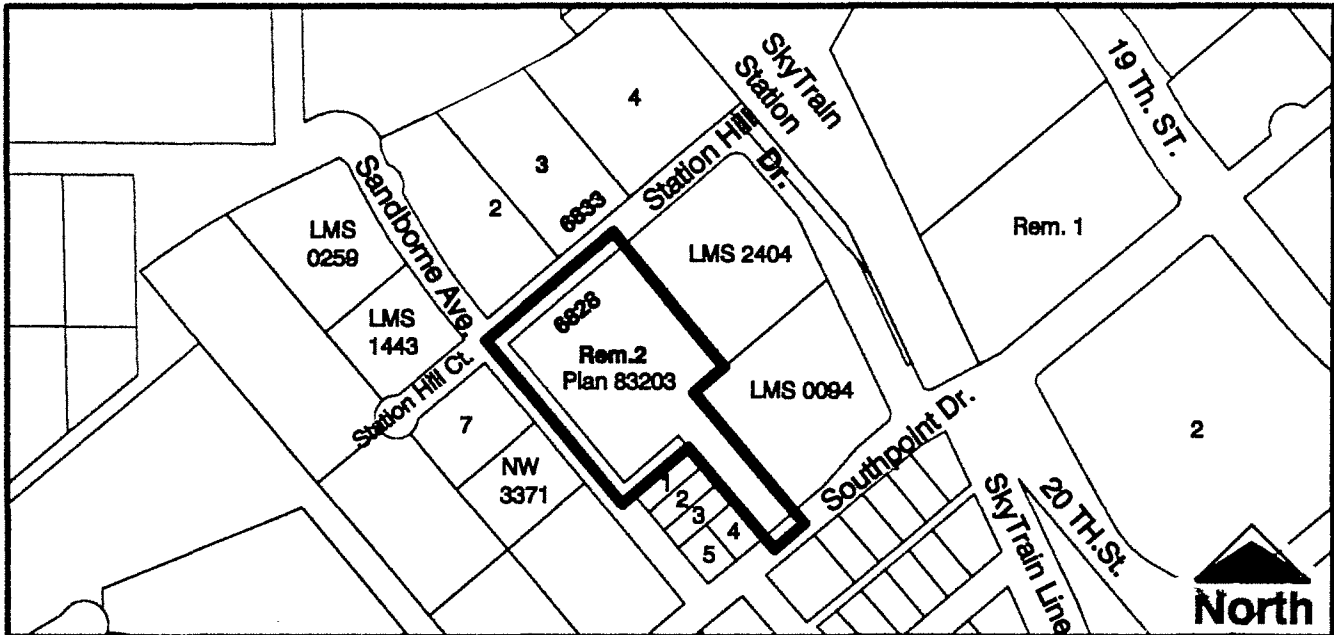 SkyTrain
Station
19 Th. ST.
4
3
2
6833
Station Hill Dr.
Sandborne Ave.
LMS
0259
LMS
1443
Station Hill Ct.
LMS 2404
Rem. 1
6828
Rem.2
Plan 83203
LMS 0094
7
NW
3371
1
2
3
4
5
Southpoint Dr.
2
SkyTrain Line
20 TH.St.
North